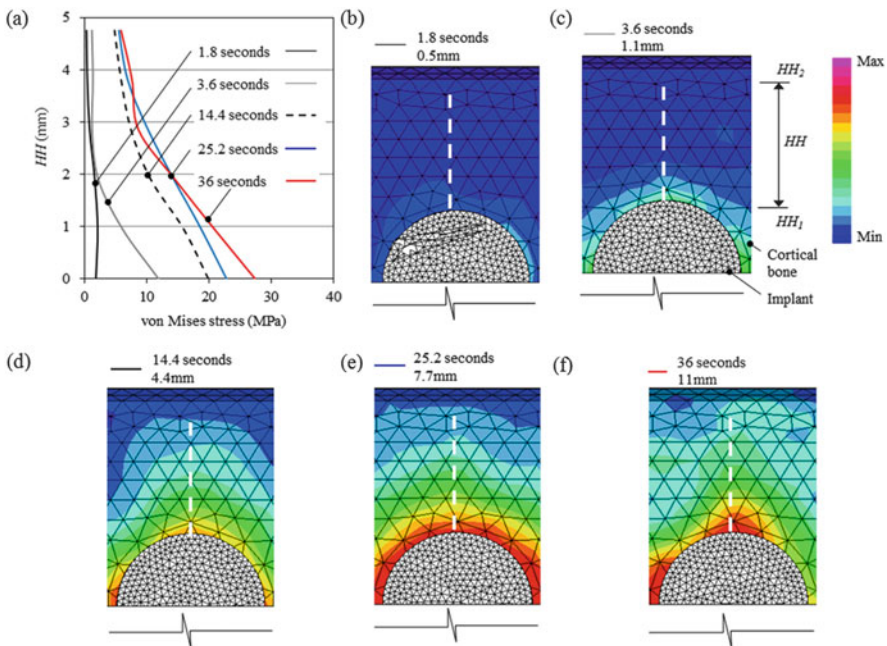 (a)
5
4
3
2
1
0
HH (mm)
1.8 seconds
3.6 seconds
14.4 seconds
25.2 seconds
36 seconds
0 10 20 30 40
von Mises stress (MPa)
(b)
1.8 seconds
0.5mm
(c)
3.6 seconds
1.1mm
HH2
HH
HH1
Cortical
bone
Implant
Max
Min
(d)
14.4 seconds
4.4mm
(e)
25.2 seconds
7.7mm
(f)
36 seconds
11mm